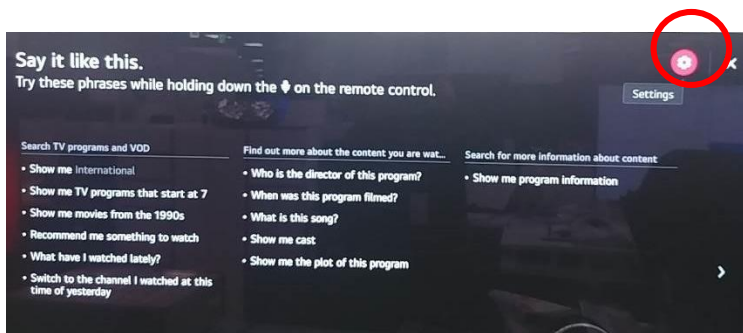 Say it like this.
Try these phrases while holding down the on the remote control.
Settings
Search TV programs and VOD
• Show me International
• Show me TV programs that start at 7
• Show me movies from the 1990s
• Recommend me something to watch
• What have I watched lately?
• Switch to the channel I watched at this
time of yesterday
Find out more about the content you are wat...
• Who is the director of this program?
• When was this program filmed?
• What is this song?
• Show me cast
• Show me the plot of this program
Search for more information about content
• Show me program information